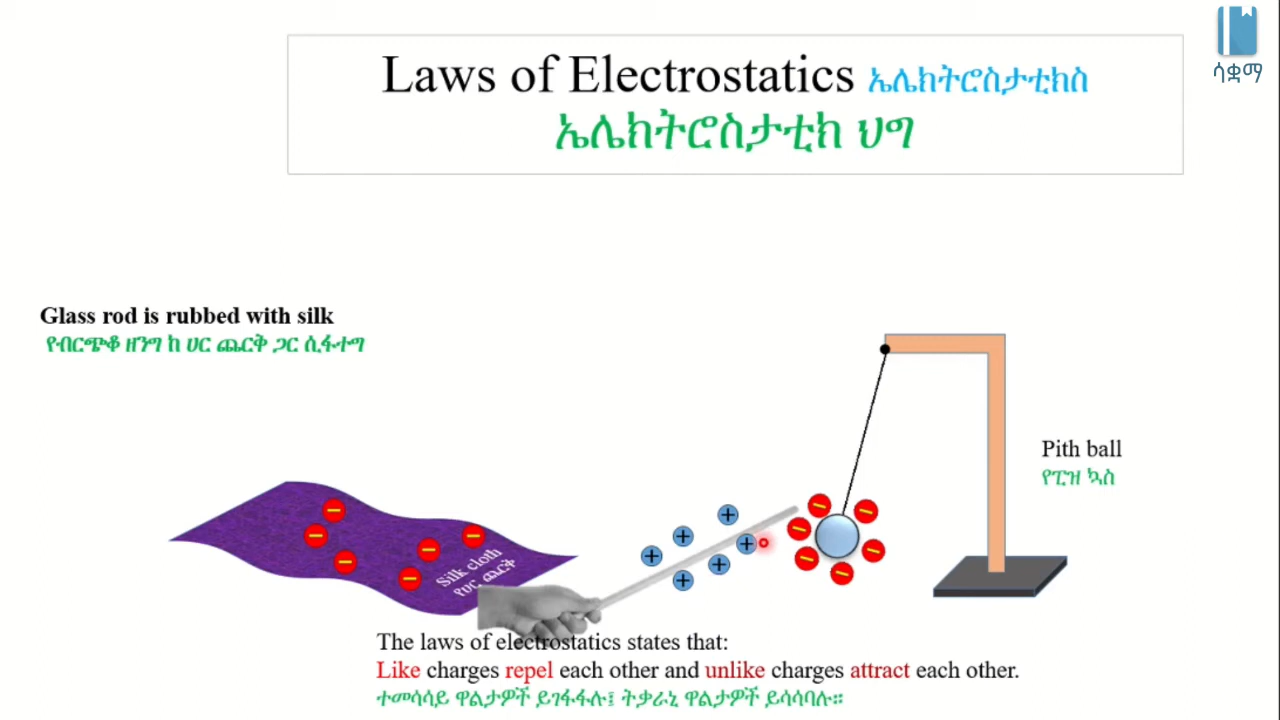 Laws of Electrostatics ኤሌክትሮስታቲክስ
ኤሌክትሮስታቲክ ህግ
ሳቋማ
Glass rod is rubbed with silk
የብርጭቆ ዘንግ ከ ሀር ጨርቅ ጋር ሲፋተግ
Pith ball
የፒዝ ኳስ
Silk cloth
የሀር ጨርቅ
The laws of electrostatics states that:
Like charges repel each other and unlike charges attract each other.
ተመሳሳይ ዋልታዎች ይገፋፋሉ፤ ትቃራኒ ዋልታዎች ይሳሳባሉ።